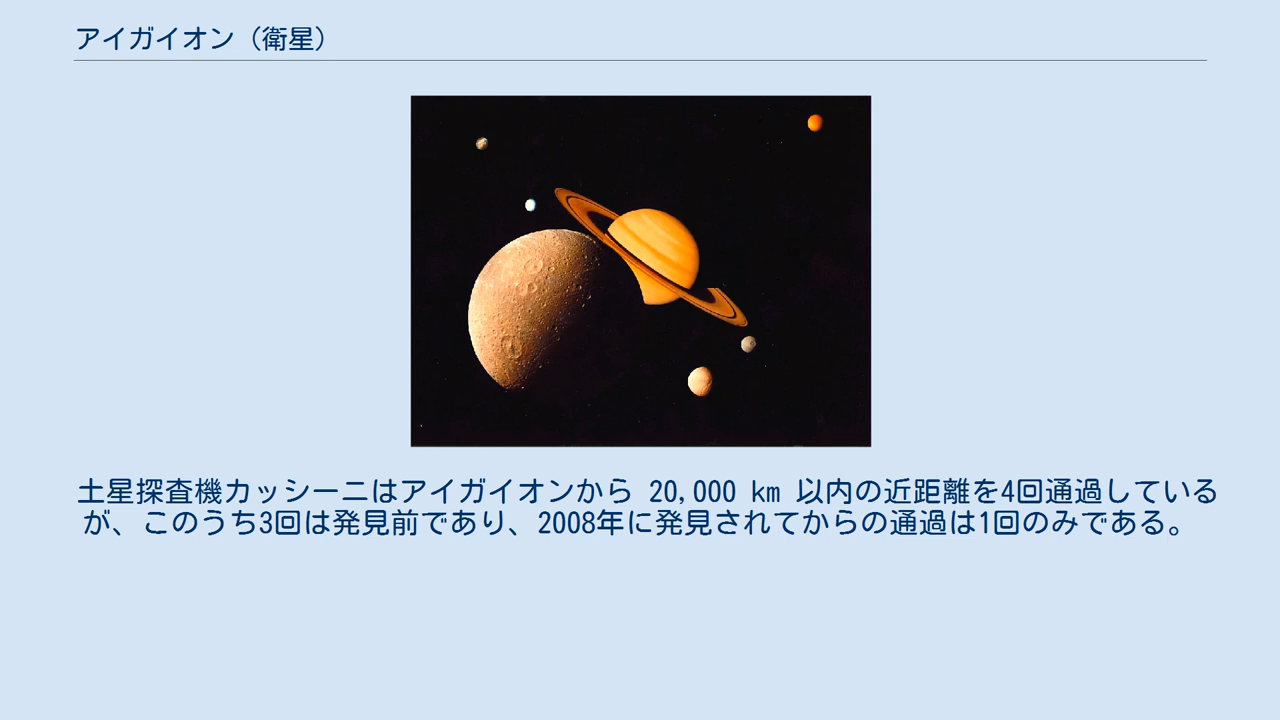 アイガイオン（衛星）
土星探査機カッシーニはアイガイオンから 20,000 km 以内の近距離を4回通過している
が、このうち3回は発見前であり、2008年に発見されてからの通過は1回のみである。